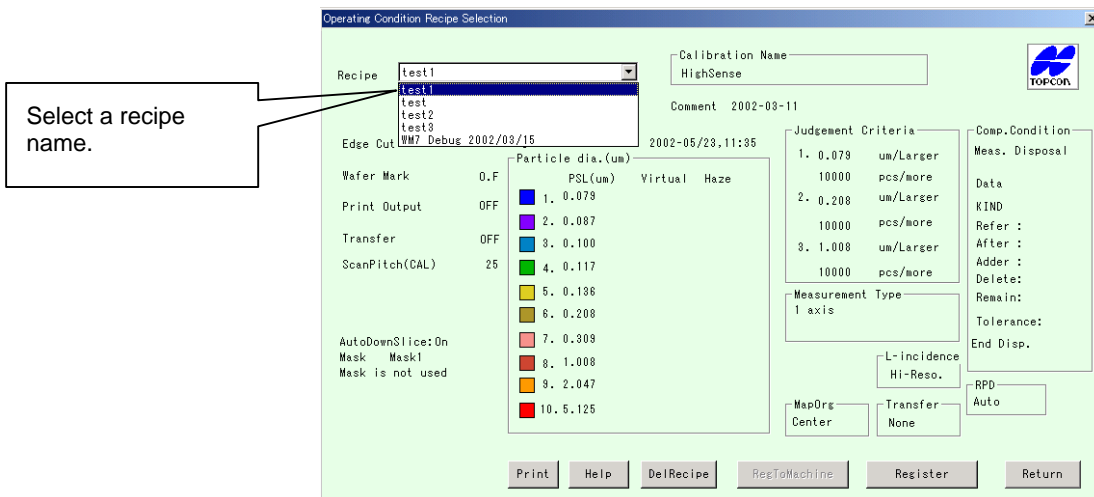 Operating Condition Recipe Selection
Select a recipe
name.
Recipe test1
test1
test
test2
test3
WM7 Debug 2002/03/15
Calibration Name
HighSense
TOPCON
Comment 2002-03-11
Edge Cut
2002-05/23,11:35
Wafer Mark O.F
Print Output OFF
Transfer OFF
ScanPitch(CAL) 25
AutoDownSlice:On
Mask Mask1
Mask is not used
Particle dia.(um)
PSL(um) Virtual Haze
1. 0.079
2. 0.087
3. 0.100
4. 0.117
5. 0.136
6. 0.208
7. 0.309
8. 1.008
9. 2.047
10. 5.125
Judgement Criteria
1. 0.079 um/Larger
10000 pcs/more
2. 0.208 um/Larger
10000 pcs/more
3. 1.008 um/Larger
10000 pcs/more
Measurement Type
1 axis
L-incidence
Hi-Reso.
MapOrg
Center
Transfer
None
Comp.Condition
Meas. Disposal
Data
KIND
Refer :
After :
Adder :
Delete:
Remain:
Tolerance:
End Disp.
RPD
Auto
Print Help DelRecipe RegToMachine Register Return